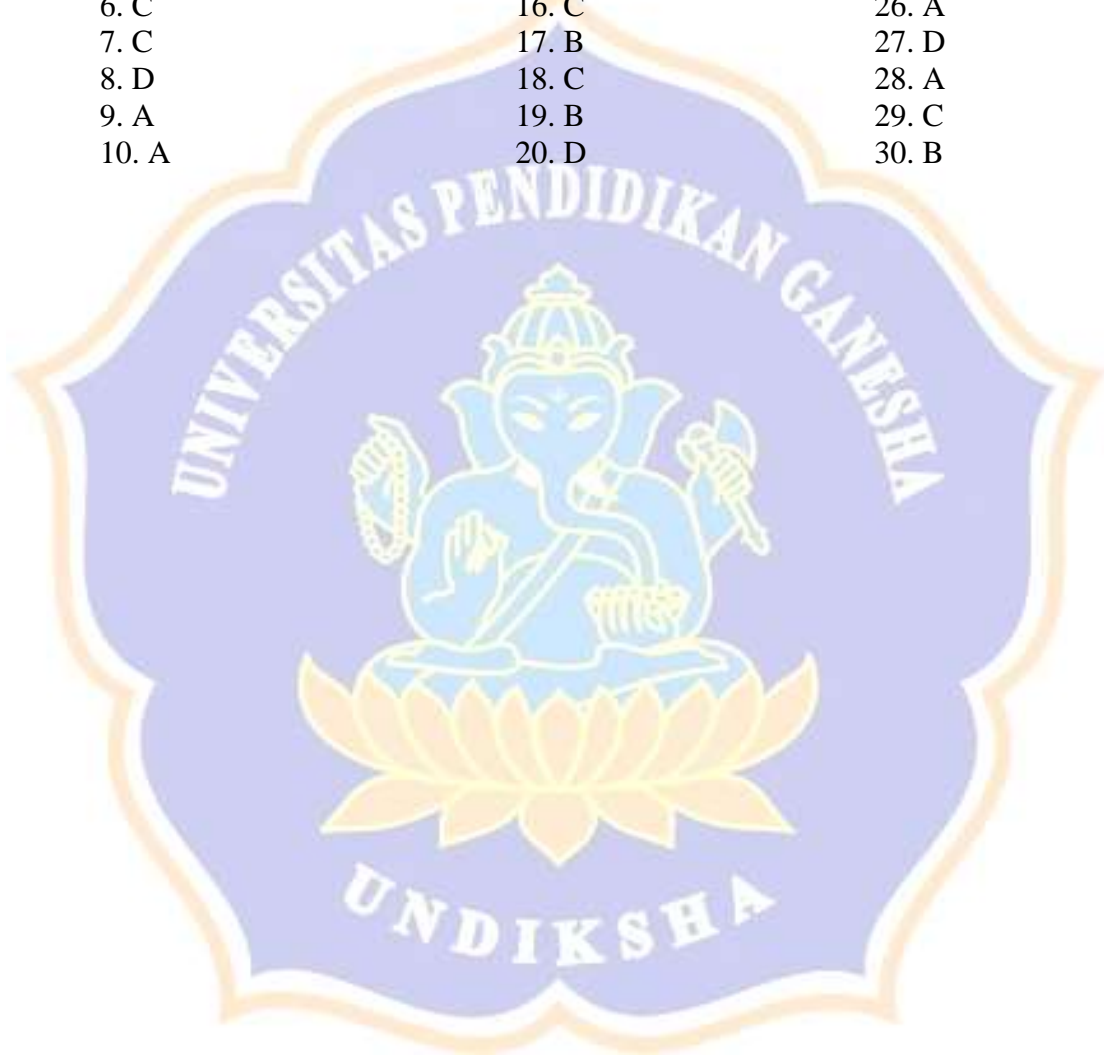 6. C 16. C 26. A
7. C 17. B 27. D
8. D 18. C 28. A
9. A 19. B 29. C
10. A 20. D 30. B
UNIVERSITAS PENDIDIKAN GANESHA
UNDIKSHA